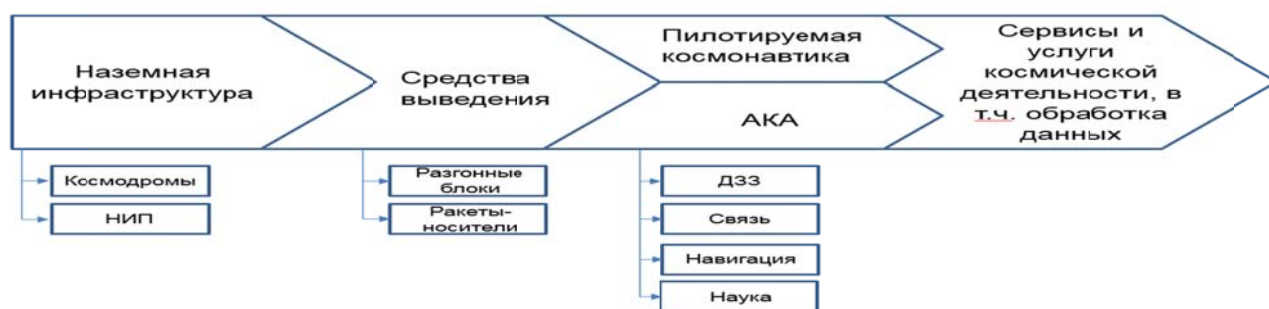 Наземная
инфраструктура
Средства
выведения
Пилотируемая
космонавтика
АКА
Сервисы и
услуги
космической
деятельности, в
т.ч. обработка
данных
Космодромы
НИП
Разгонные
блоки
Ракеты-
носители
ДЗЗ
Связь
Навигация
Наука